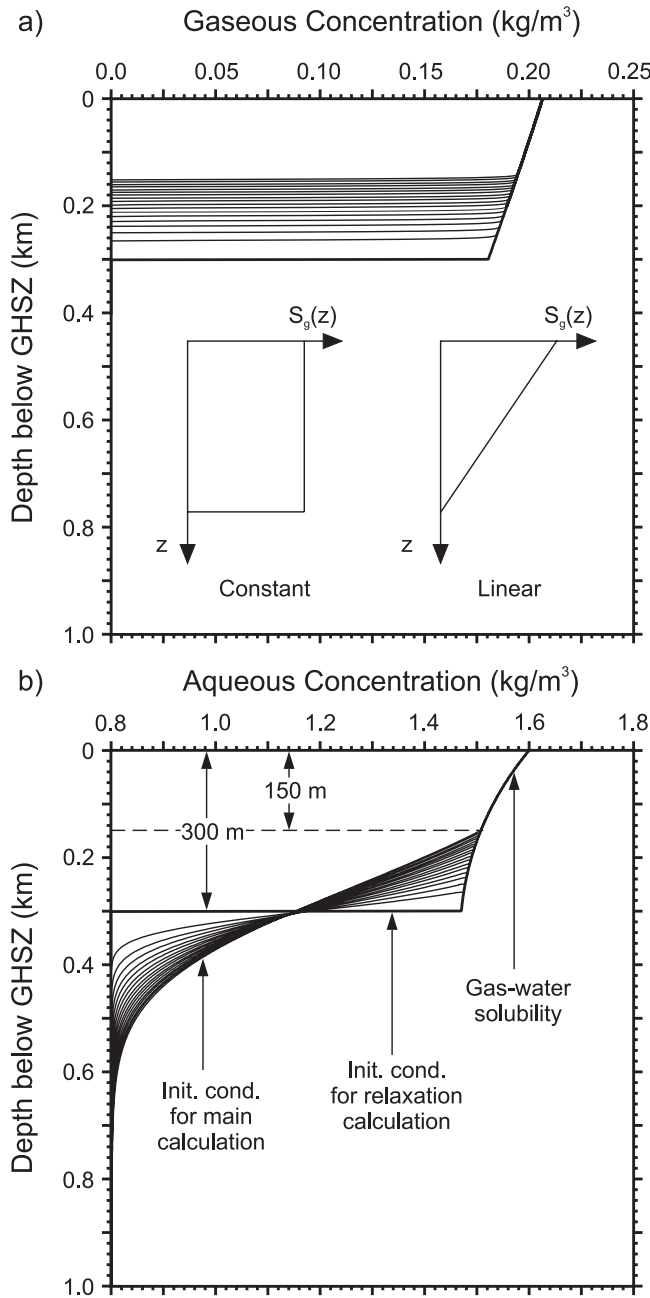 a)
Gaseous Concentration (kg/m³)
0.0 0.05 0.10 0.15 0.20 0.25
0
0.2
0.4
0.6
0.8
1.0
Depth below GHSZ (km)
S_g(z) S_g(z)
z z
Constant Linear
b)
Aqueous Concentration (kg/m³)
0.8 1.0 1.2 1.4 1.6 1.8
0
0.2
0.4
0.6
0.8
1.0
Depth below GHSZ (km)
150 m
300 m
Gas-water
solubility
Init. cond.
for main
calculation
Init. cond.
for relaxation
calculation